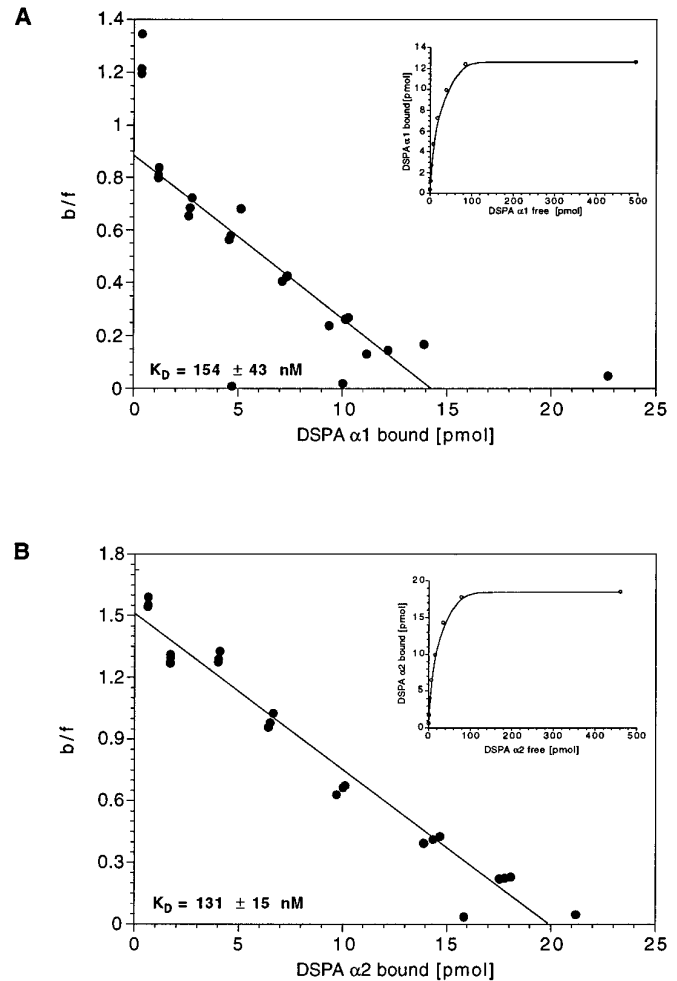 A
1.4
1.2
1
0.8
0.6
0.4
0.2
0
b/f
K_D = 154 ± 43 nM
0 5 10 15 20 25
DSPA α1 bound [pmol]
14
12
10
8
6
4
2
0
DSPA α1 bound[pmol]
0 100 200 300 400 500
DSPA α1 free [pmol]
B
1.8
1.5
1.2
0.9
0.6
0.3
0
b/f
K_D = 131 ± 15 nM
0 5 10 15 20 25
DSPA α2 bound [pmol]
20
15
10
5
0
DSPA α2 bound [pmol]
0 100 200 300 400 500
DSPA α2 free [pmol]